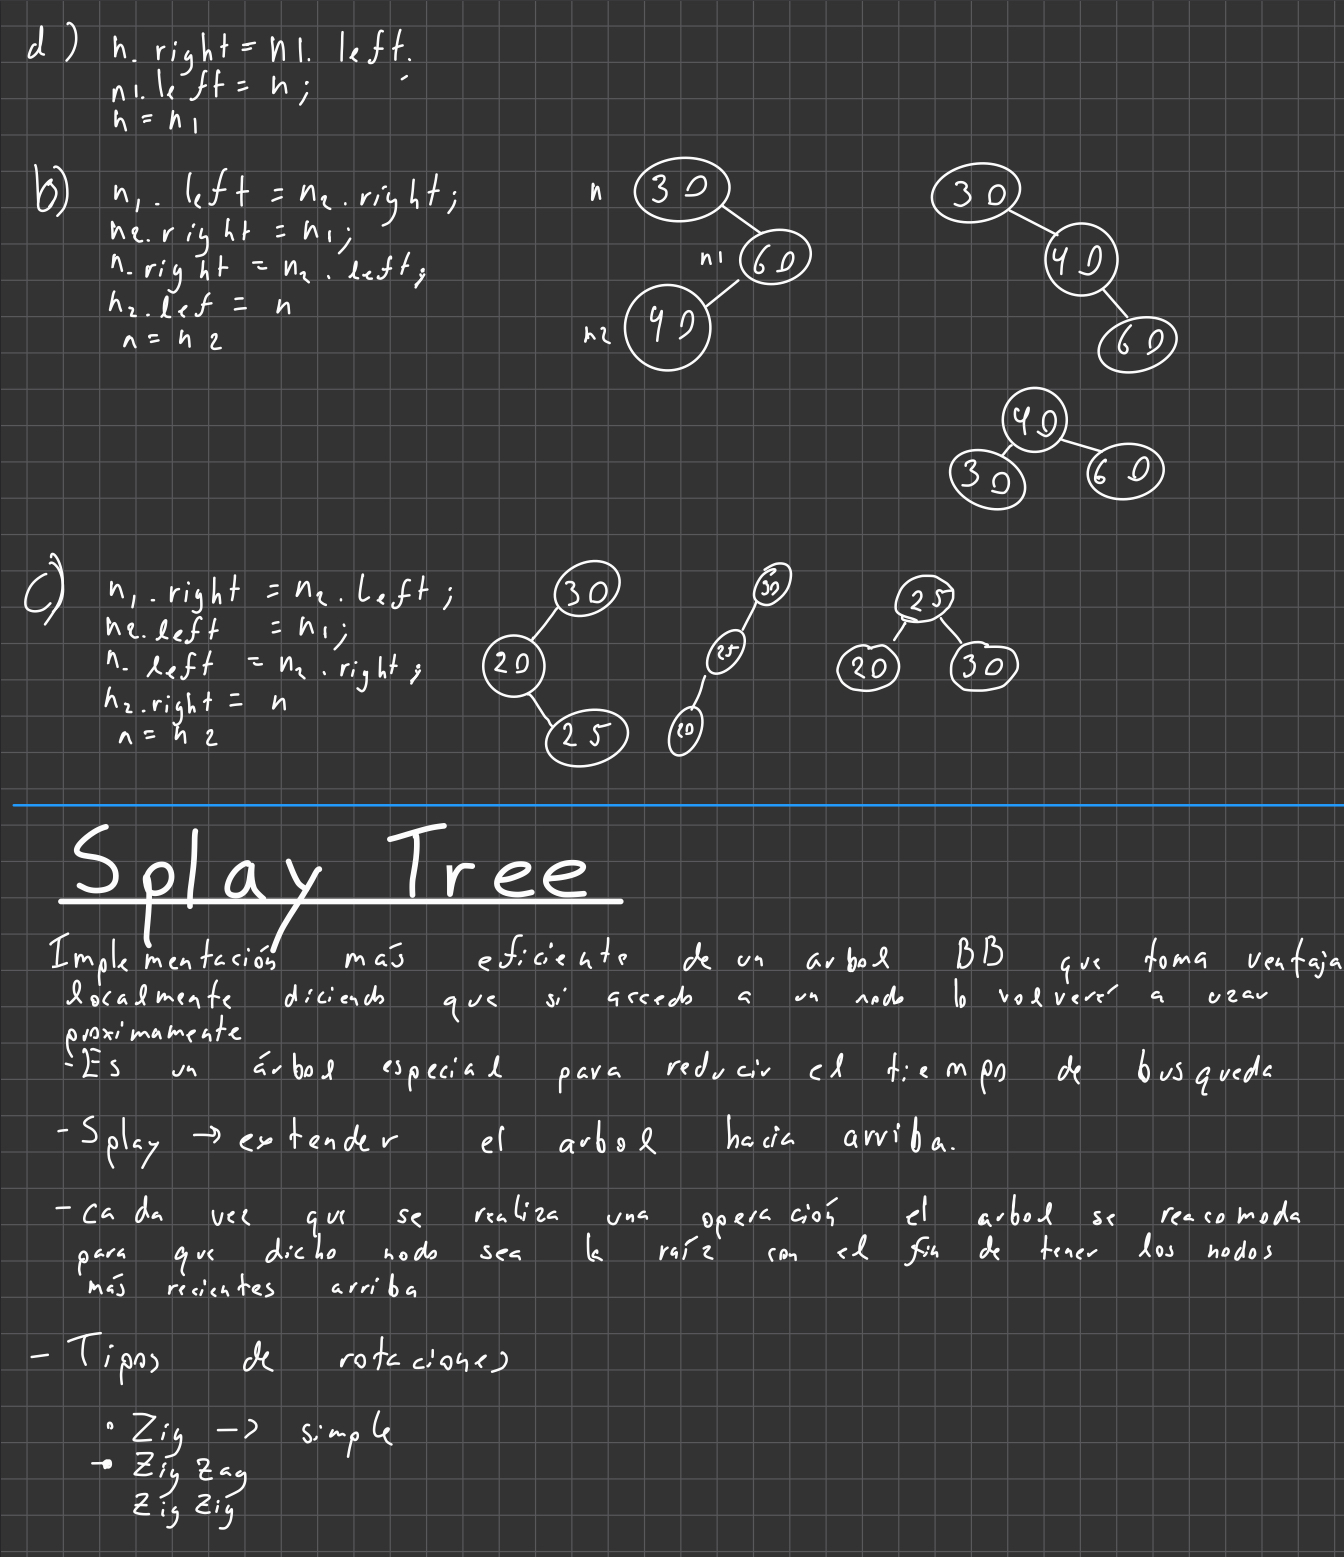 d) n.right = n1.left.
n1.left = n;
n = n1
b) n1.left = n2.right;
n2.right = n1;
n.right = n2.left;
n2.lef = n
n = n2
n 30
n1 60
n2 40
30
40
60
40
30 60
c) n1.right = n2.left;
n2.left = n1;
n.left = n2.right;
n2.right = n
n = n2
30
20
25
30
25
20
25
20 30
Splay Tree
Implementación más eficiente de un arbol BB que toma ventaja
localmente diciendo que si accedo a un nodo lo volveré a uzar
proximamente
-Es un árbol especial para reducir el tiempo de busqueda
-Splay → extender el arbol hacia arriba.
-cada vez que se realiza una operación el arbol se reacomoda
para que dicho nodo sea la raíz con el fin de tener los nodos
más recientes arriba
- Tipos de rotaciones
• Zig -> simple
• Zig Zag
Zig Zig